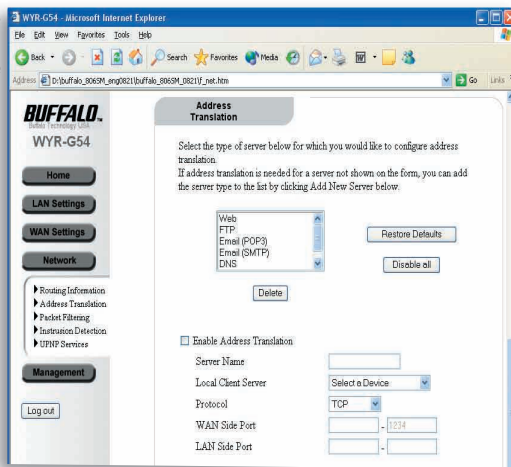 WYR-G54 - Microsoft Internet Explorer
File Edit View Favorites Tools Help
Back Search Favorites Media
Address D:\buffalo_8065M_eng0821\buffalo_8065M_0821\f_net.htm Go Links
BUFFALO™
Buffalo Technology USA
WYR-G54
Home
LAN Settings
WAN Settings
Network
Routing Information
Address Translation
Packet Filtering
Instrusion Detection
UPNP Services
Management
Log out
Address
Translation
Select the type of server below for which you would like to configure address
translation.
If address translation is needed for a server not shown on the form, you can add
the server type to the list by clicking Add New Server below.
Web
FTP
Email (POP3)
Email (SMTP)
DNS
Restore Defaults
Disable all
Delete
Enable Address Translation
Server Name
Local Client Server Select a Device
Protocol TCP
WAN Side Port - 1234
LAN Side Port -